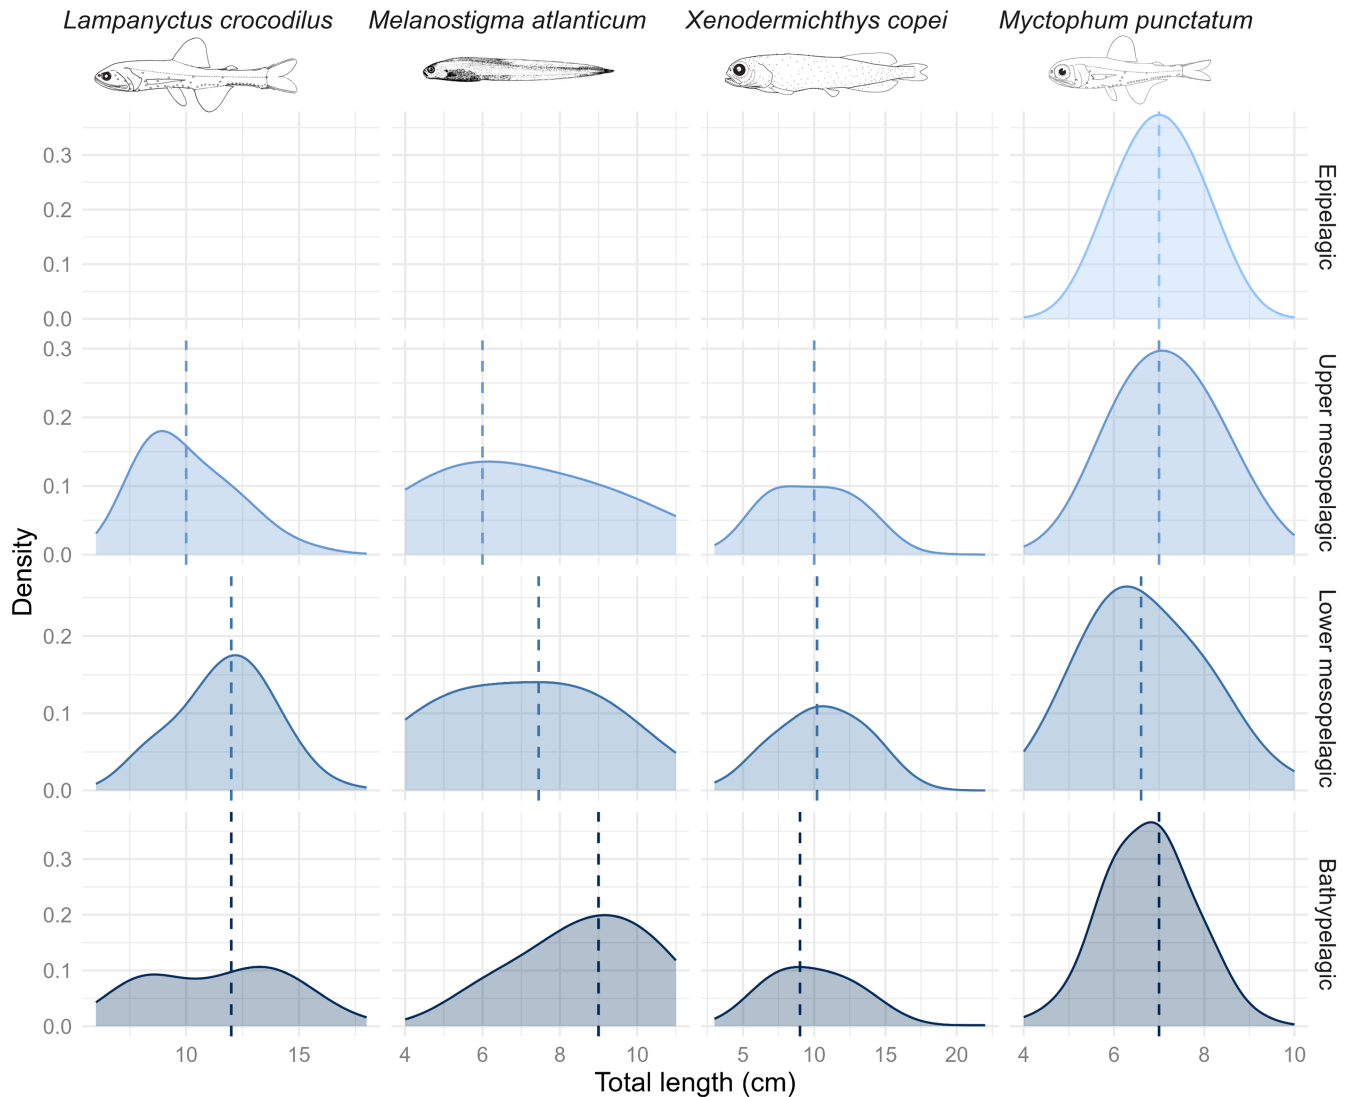 Lampanyctus crocodilus Melanostigma atlanticum Xenodermichthys copei Myctophum punctatum
0.3
0.2
0.1
0.0
Epipelagic
0.3
0.2
0.1
0.0
Upper mesopelagic
Density
0.2
0.1
0.0
Lower mesopelagic
0.3
0.2
0.1
0.0
Bathypelagic
10 15 4 6 8 10 5 10 15 20 4 6 8 10
Total length (cm)